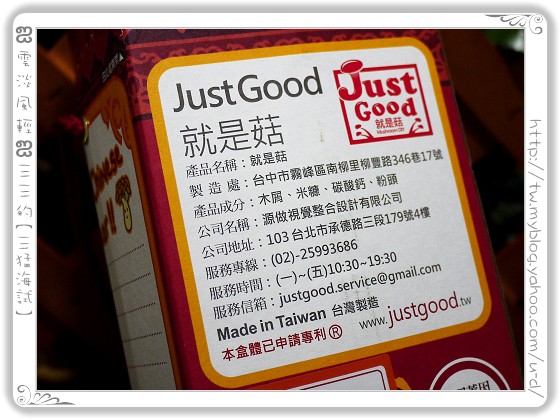 JustGood
就是菇
Just
Good
就是菇
Mushroom DIY
產品名稱：就是菇
製 造 處：台中市霧峰區南柳里柳豐路346巷17號
產品成分：木屑、米糠、碳酸鈣、粉頭
公司名稱：源做視覺整合設計有限公司
公司地址：103 台北市承德路三段179號4樓
服務專線：(02)-25993686
服務時間：(一)~(五)10:30~19:30
服務信箱：justgood.service@gmail.com
Made in Taiwan 台灣製造
本盒體已申請專利®
www.justgood.tw
雲淡風輕
三三的【三猛海試】
http://tw.myblog.yahoo.com/u-d/